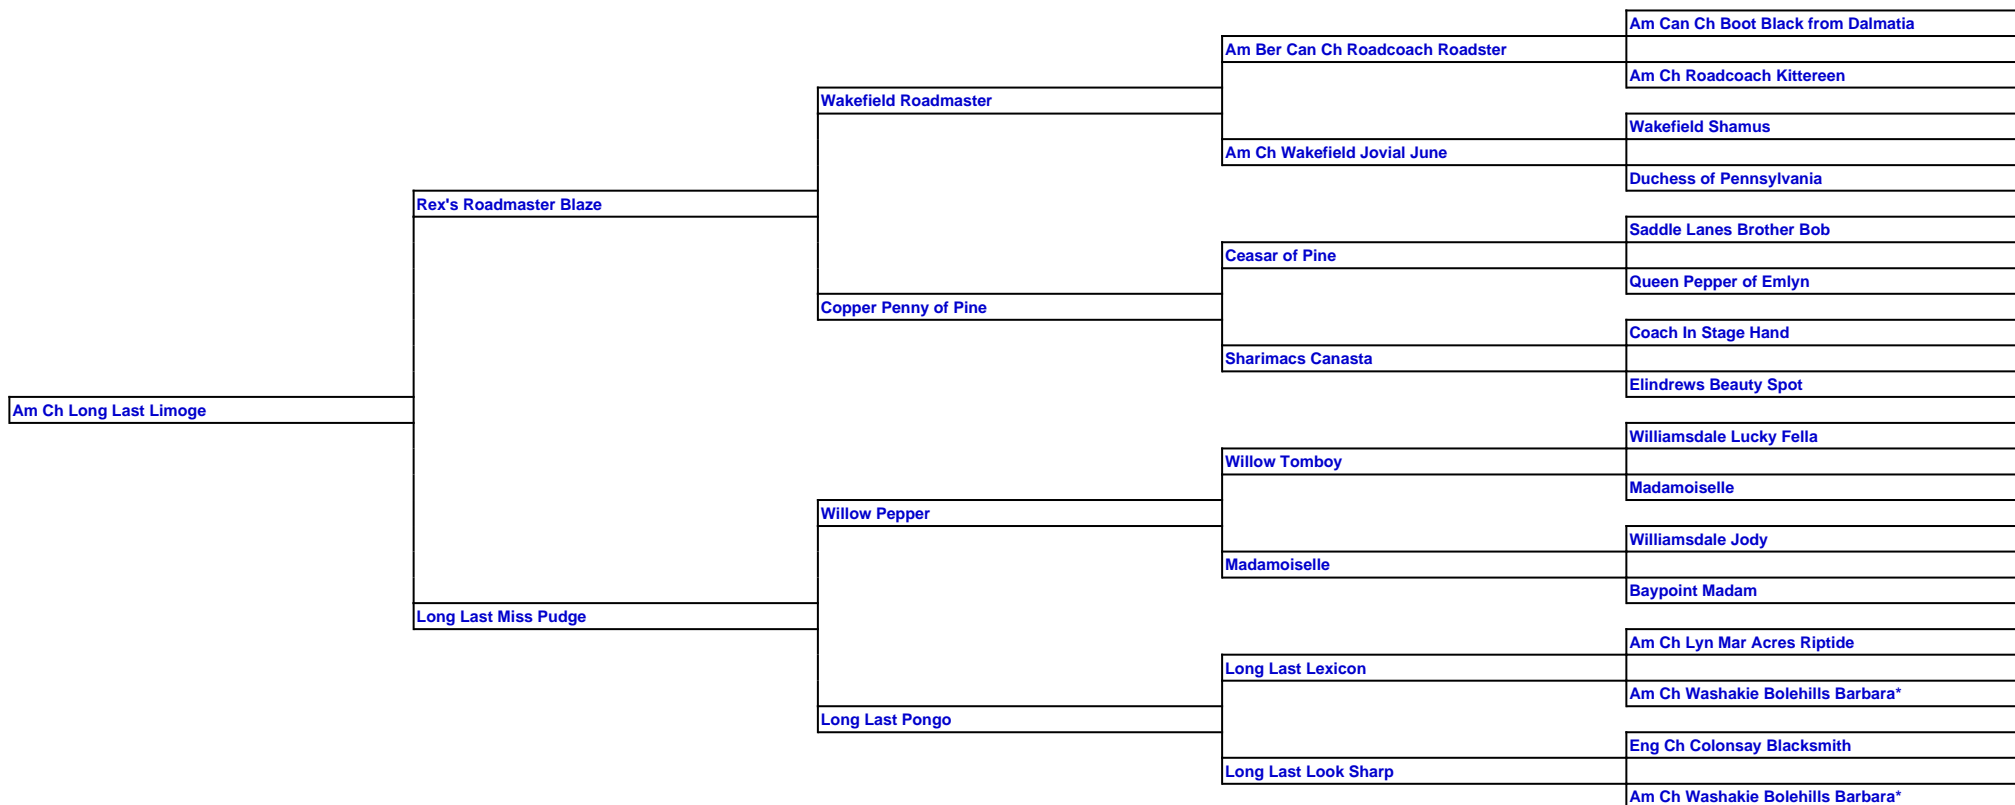 Am Can Ch Boot Black from Dalmatia
Am Ber Can Ch Roadcoach Roadster
Am Ch Roadcoach Kittereen
Wakefield Roadmaster
Wakefield Shamus
Am Ch Wakefield Jovial June
Duchess of Pennsylvania
Rex's Roadmaster Blaze
Saddle Lanes Brother Bob
Ceasar of Pine
Queen Pepper of Emlyn
Copper Penny of Pine
Coach In Stage Hand
Sharimacs Canasta
Elindrews Beauty Spot
Am Ch Long Last Limoge
Williamsdale Lucky Fella
Willow Tomboy
Madamoiselle
Willow Pepper
Williamsdale Jody
Madamoiselle
Baypoint Madam
Long Last Miss Pudge
Am Ch Lyn Mar Acres Riptide
Long Last Lexicon
Am Ch Washakie Bolehills Barbara*
Long Last Pongo
Eng Ch Colonsay Blacksmith
Long Last Look Sharp
Am Ch Washakie Bolehills Barbara*